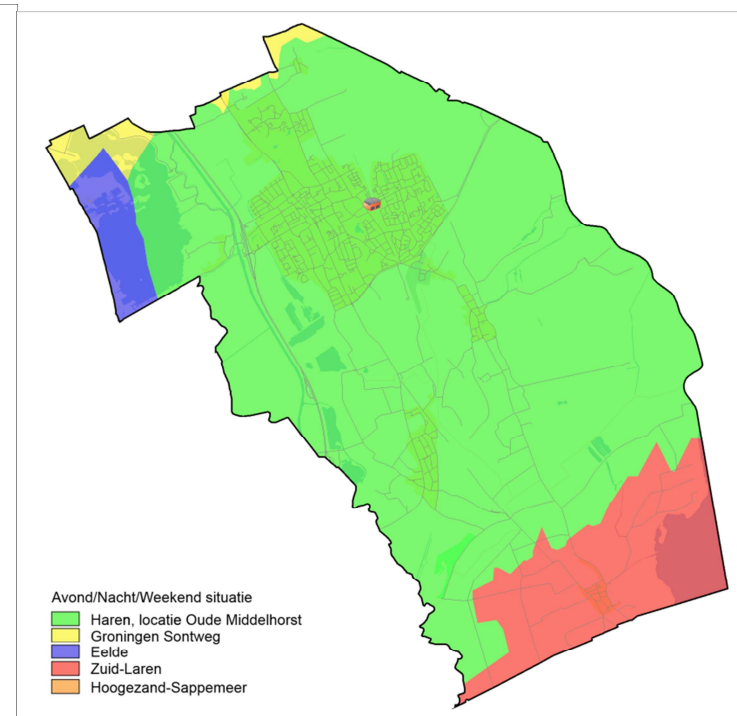 Avond/Nacht/Weekend situatie
Haren, locatie Oude Middelhorst
Groningen Sontweg
Eelde
Zuid-Laren
Hoogezand-Sappemeer